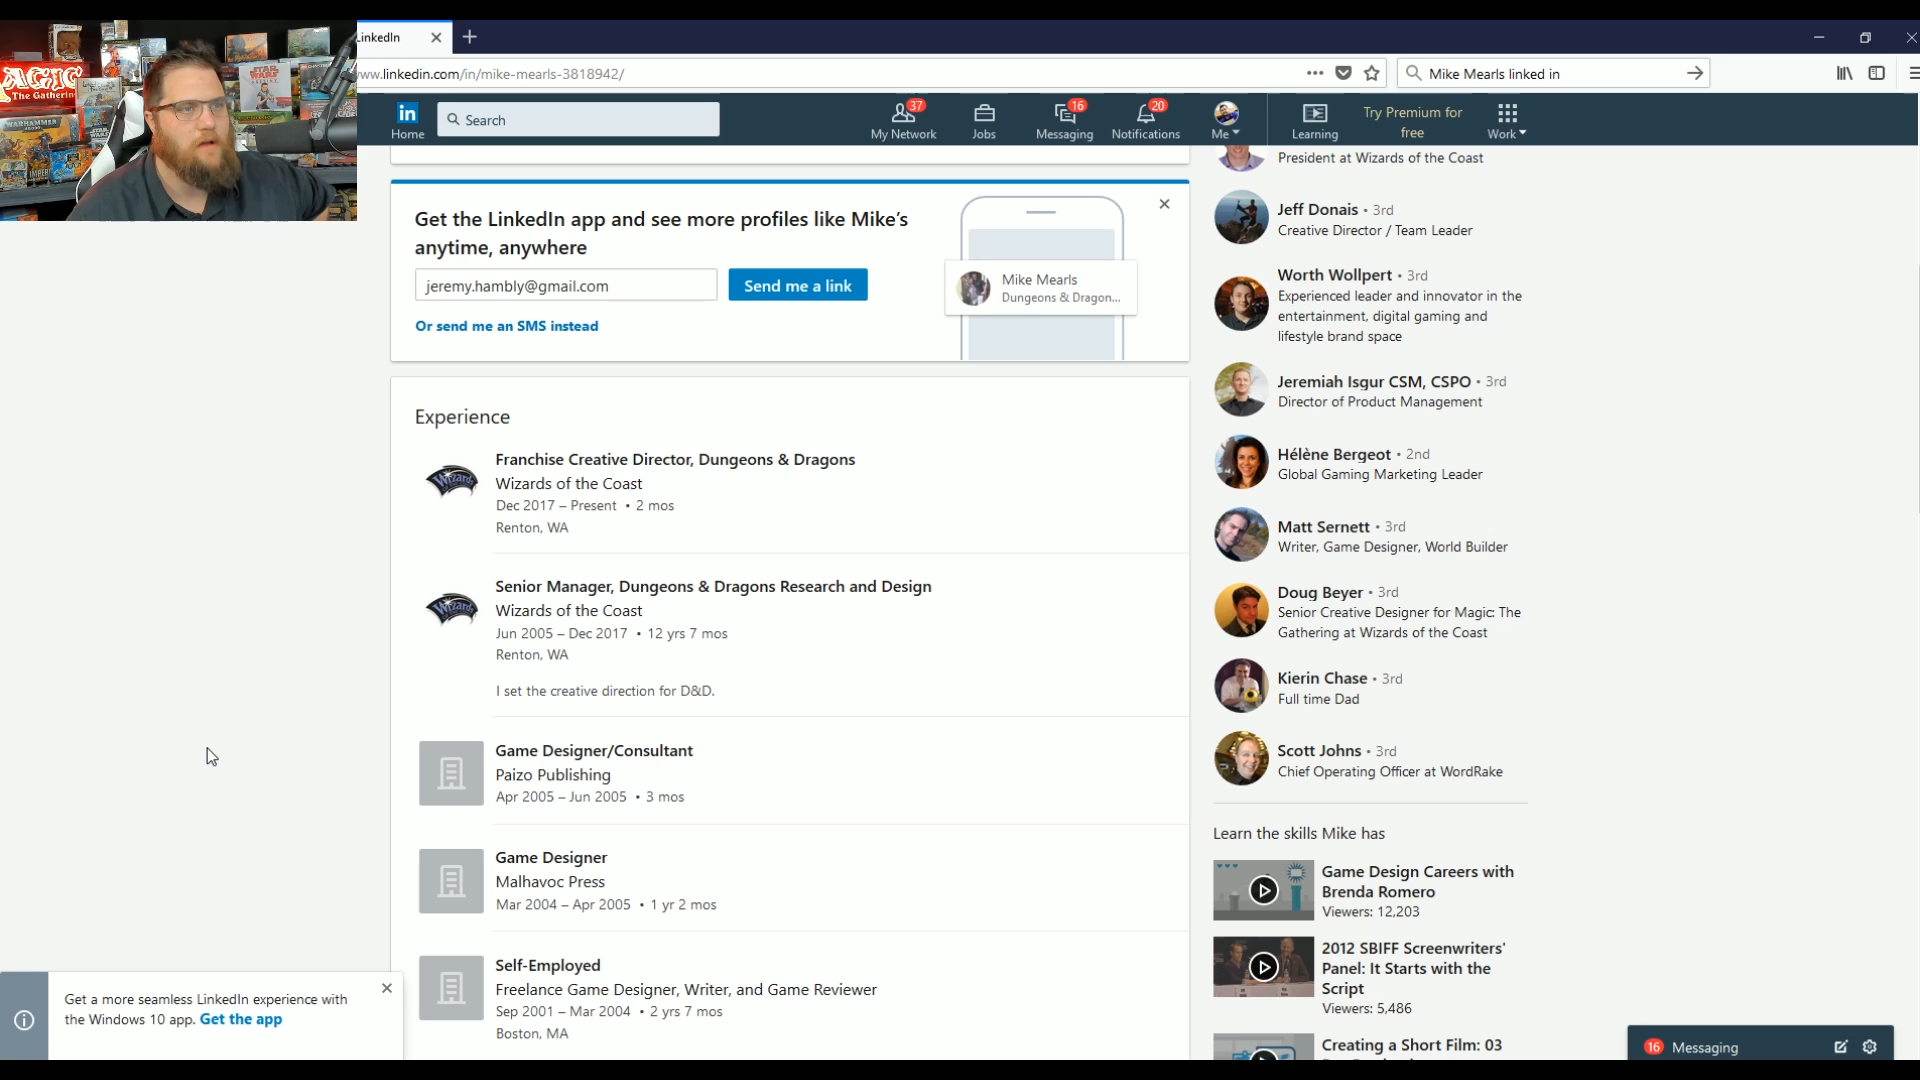 LinkedIn
www.linkedin.com/in/mike-mearls-3818942/
Mike Mearls linked in
MAGIC
The Gathering
WARHAMMER
STAR WARS
Home
Search
37
My Network
Jobs
16
Messaging
20
Notifications
Me
Learning
Try Premium for
free
Work
Get the LinkedIn app and see more profiles like Mike’s
anytime, anywhere
jeremy.hambly@gmail.com
Send me a link
Or send me an SMS instead
Mike Mearls
Dungeons & Dragon...
Experience
Franchise Creative Director, Dungeons & Dragons
Wizards of the Coast
Dec 2017 – Present • 2 mos
Renton, WA
Senior Manager, Dungeons & Dragons Research and Design
Wizards of the Coast
Jun 2005 – Dec 2017 • 12 yrs 7 mos
Renton, WA
I set the creative direction for D&D.
Game Designer/Consultant
Paizo Publishing
Apr 2005 – Jun 2005 • 3 mos
Game Designer
Malhavoc Press
Mar 2004 – Apr 2005 • 1 yr 2 mos
Self-Employed
Freelance Game Designer, Writer, and Game Reviewer
Sep 2001 – Mar 2004 • 2 yrs 7 mos
Boston, MA
President at Wizards of the Coast
Jeff Donais • 3rd
Creative Director / Team Leader
Worth Wollpert • 3rd
Experienced leader and innovator in the
entertainment, digital gaming and
lifestyle brand space
Jeremiah Isgur CSM, CSPO • 3rd
Director of Product Management
Hélène Bergeot • 2nd
Global Gaming Marketing Leader
Matt Sernett • 3rd
Writer, Game Designer, World Builder
Doug Beyer • 3rd
Senior Creative Designer for Magic: The
Gathering at Wizards of the Coast
Kierin Chase • 3rd
Full time Dad
Scott Johns • 3rd
Chief Operating Officer at WordRake
Learn the skills Mike has
Game Design Careers with
Brenda Romero
Viewers: 12,203
2012 SBIFF Screenwriters'
Panel: It Starts with the
Script
Viewers: 5,486
Creating a Short Film: 03
Get a more seamless LinkedIn experience with
the Windows 10 app. Get the app
16 Messaging